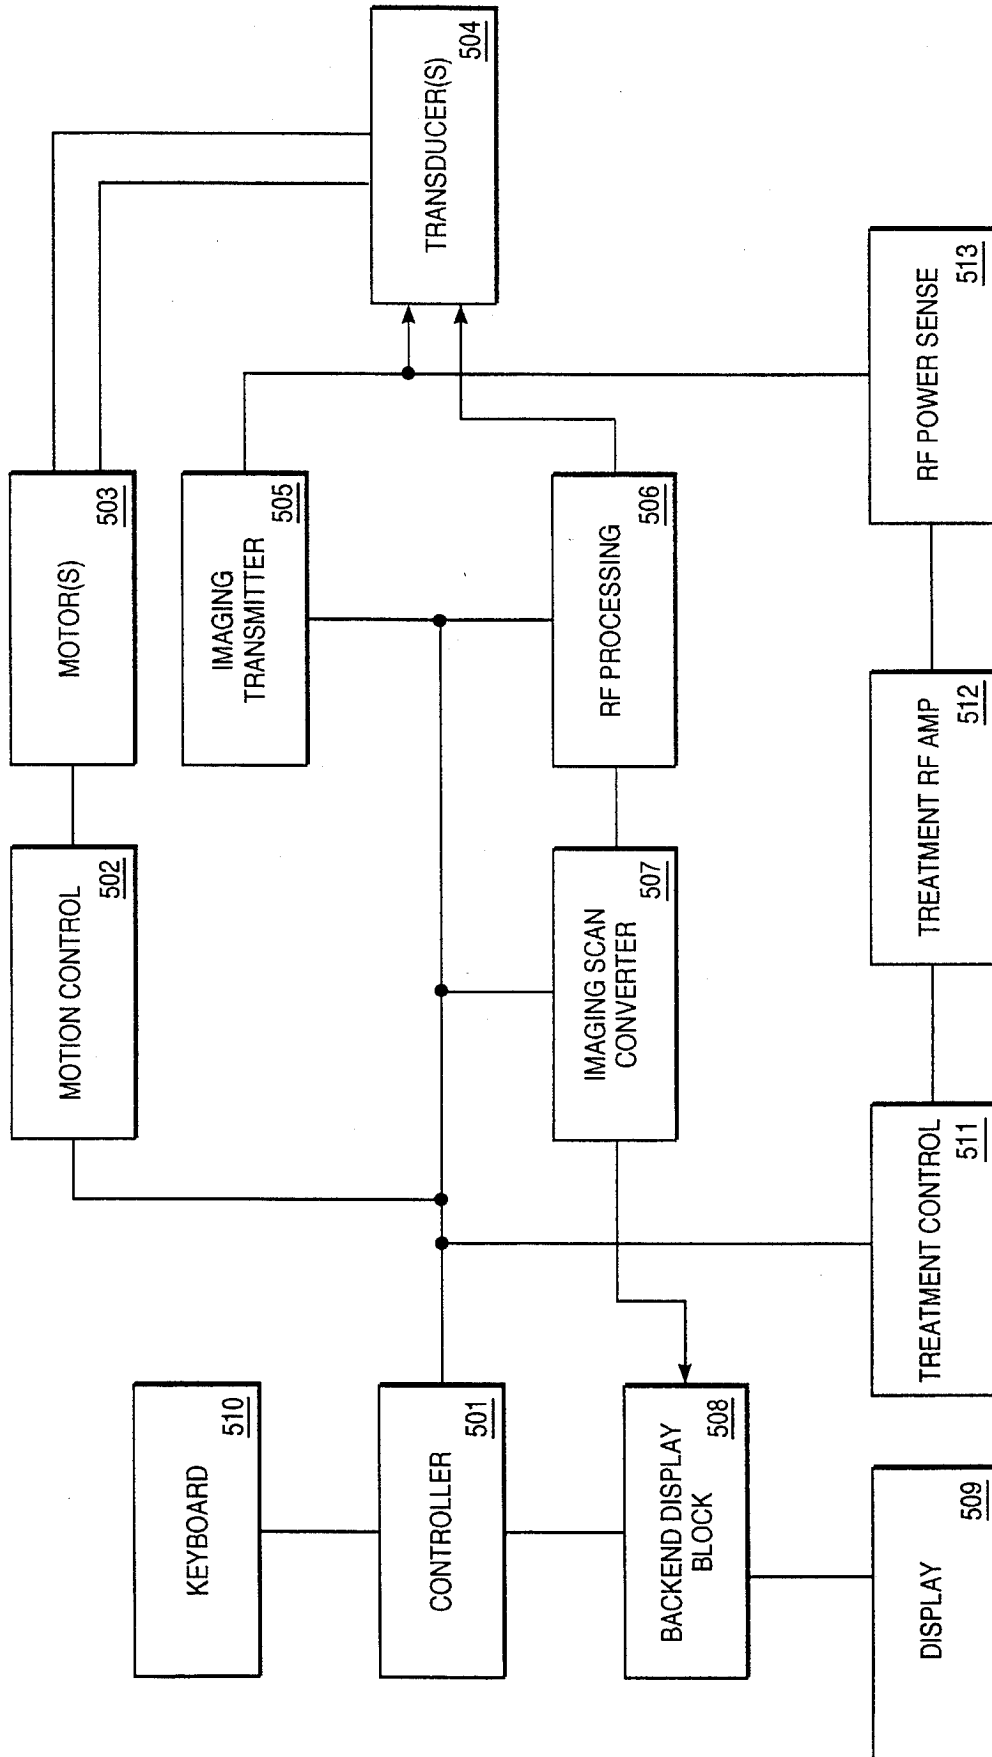 KEYBOARD
510
CONTROLLER
501
BACKEND DISPLAY
BLOCK
508
DISPLAY
509
MOTION CONTROL
502
MOTOR(S)
503
TRANSDUCER(S)
504
IMAGING
TRANSMITTER
505
RF PROCESSING
506
IMAGING SCAN
CONVERTER
507
TREATMENT CONTROL
511
TREATMENT RF AMP
512
RF POWER SENSE
513